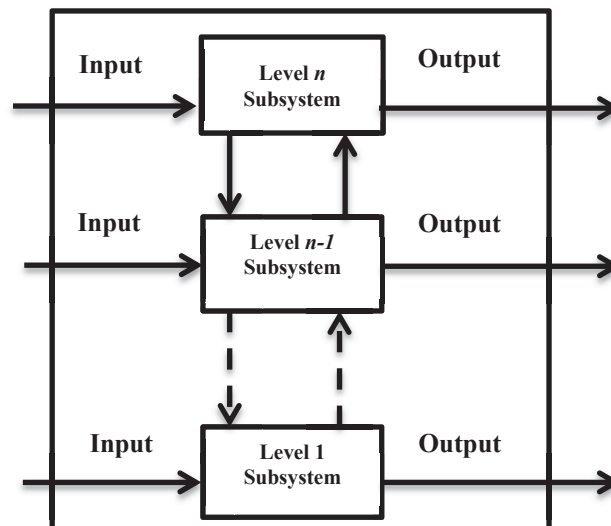 Input
Level n
Subsystem
Output
Input
Level n-1
Subsystem
Output
Input
Level 1
Subsystem
Output